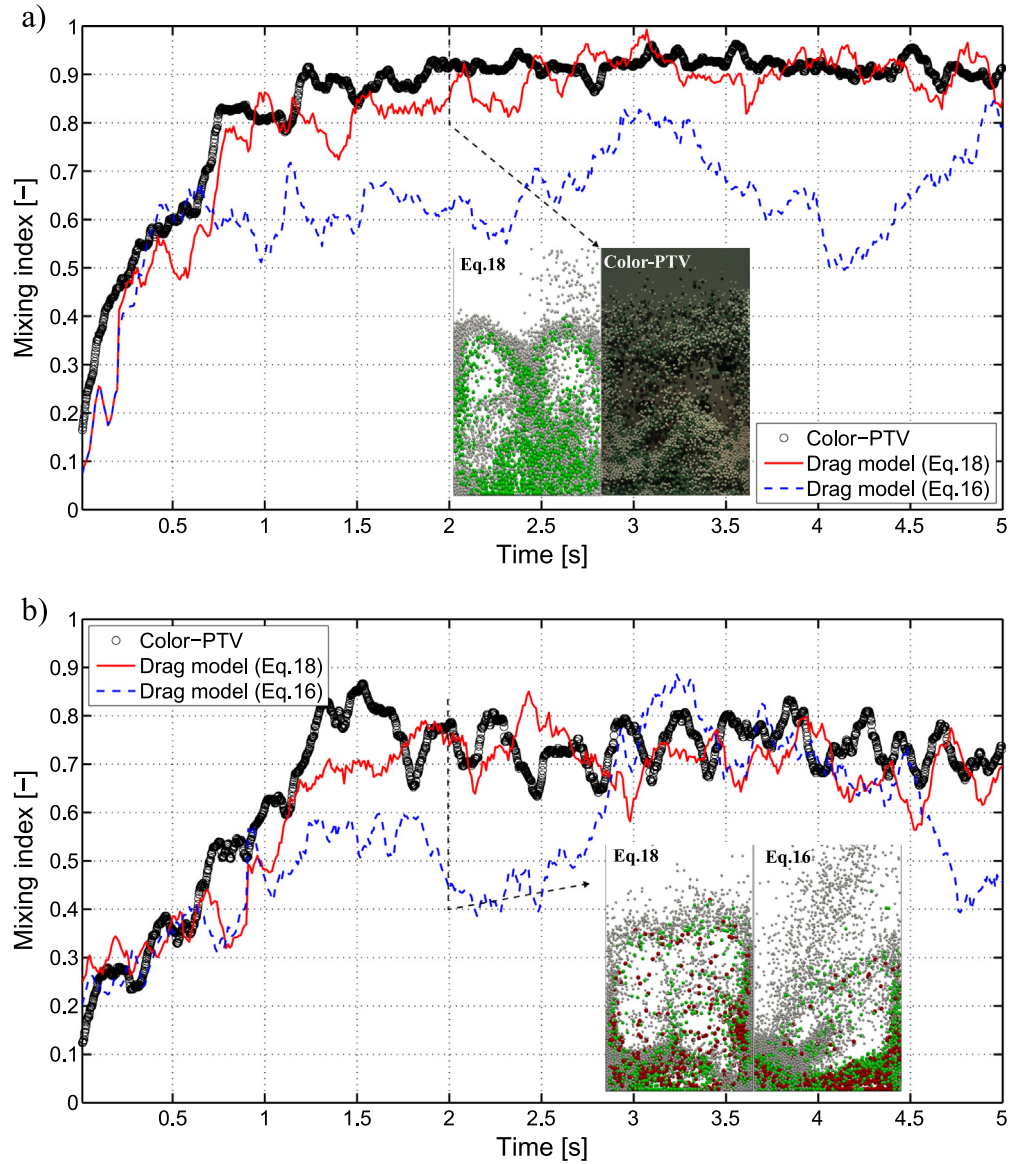 a)
1
0.9
0.8
0.7
0.6
0.5
0.4
0.3
0.2
0.1
0
Mixing index [−]
Eq.18
Color-PTV
Color−PTV
Drag model (Eq.18)
Drag model (Eq.16)
0.5 1 1.5 2 2.5 3 3.5 4 4.5 5
Time [s]
b)
1
0.9
0.8
0.7
0.6
0.5
0.4
0.3
0.2
0.1
0
Mixing index [−]
Color−PTV
Drag model (Eq.18)
Drag model (Eq.16)
Eq.18
Eq.16
0.5 1 1.5 2 2.5 3 3.5 4 4.5 5
Time [s]